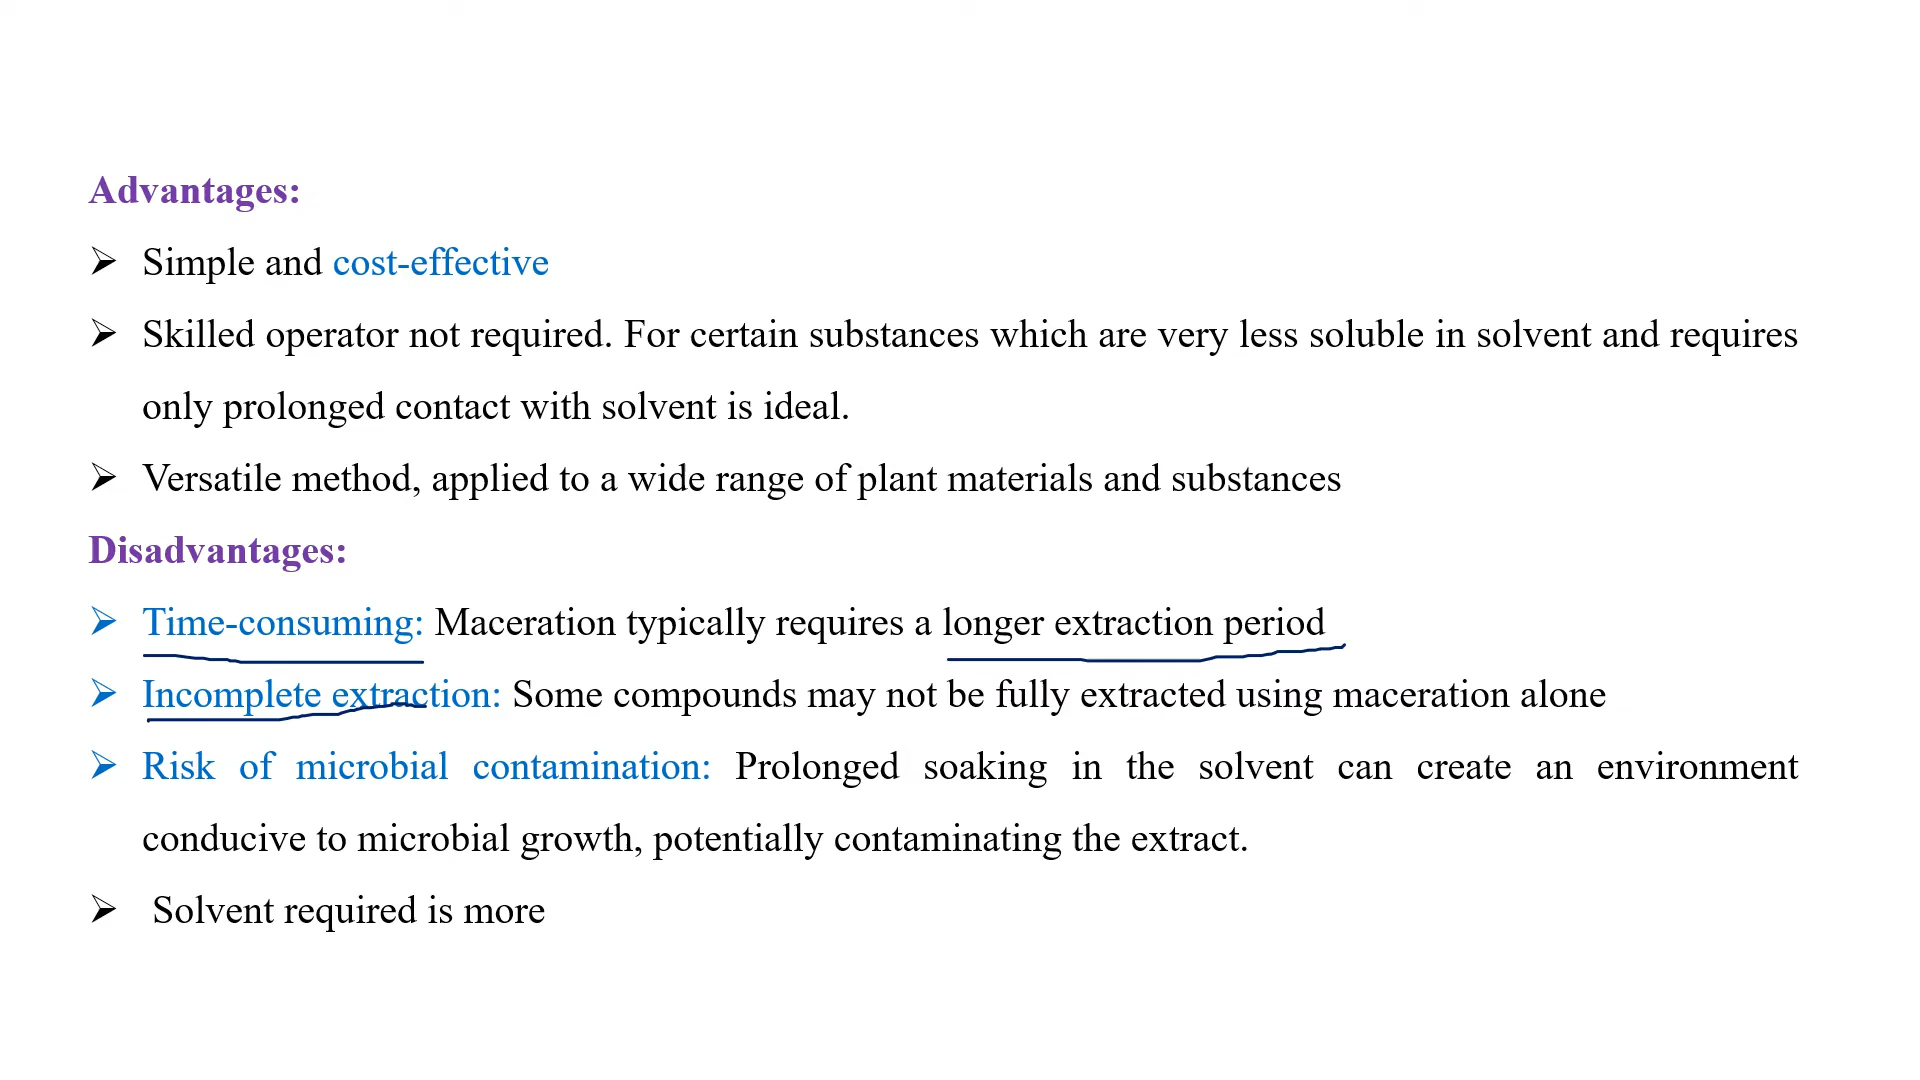 Advantages:
➢ Simple and cost-effective
➢ Skilled operator not required. For certain substances which are very less soluble in solvent and requires
only prolonged contact with solvent is ideal.
➢ Versatile method, applied to a wide range of plant materials and substances
Disadvantages:
➢ Time-consuming: Maceration typically requires a longer extraction period
➢ Incomplete extraction: Some compounds may not be fully extracted using maceration alone
➢ Risk of microbial contamination: Prolonged soaking in the solvent can create an environment
conducive to microbial growth, potentially contaminating the extract.
➢ Solvent required is more